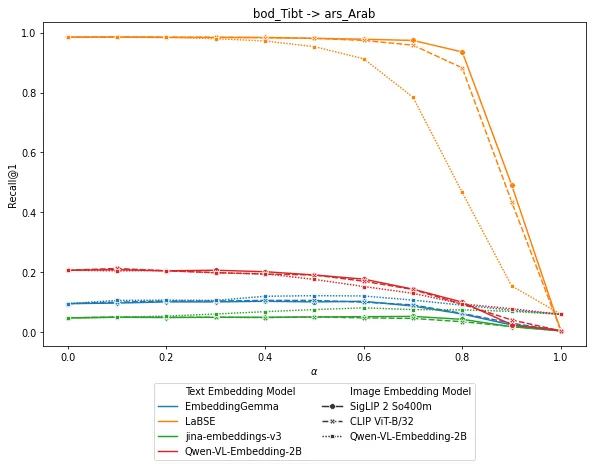 bod_Tibt -> ars_Arab
Recall@1
1.0
0.8
0.6
0.4
0.2
0.0
0.0 0.2 0.4 0.6 0.8 1.0
α
Text Embedding Model Image Embedding Model
EmbeddingGemma SigLIP 2 So400m
LaBSE CLIP ViT-B/32
jina-embeddings-v3 Qwen-VL-Embedding-2B
Qwen-VL-Embedding-2B